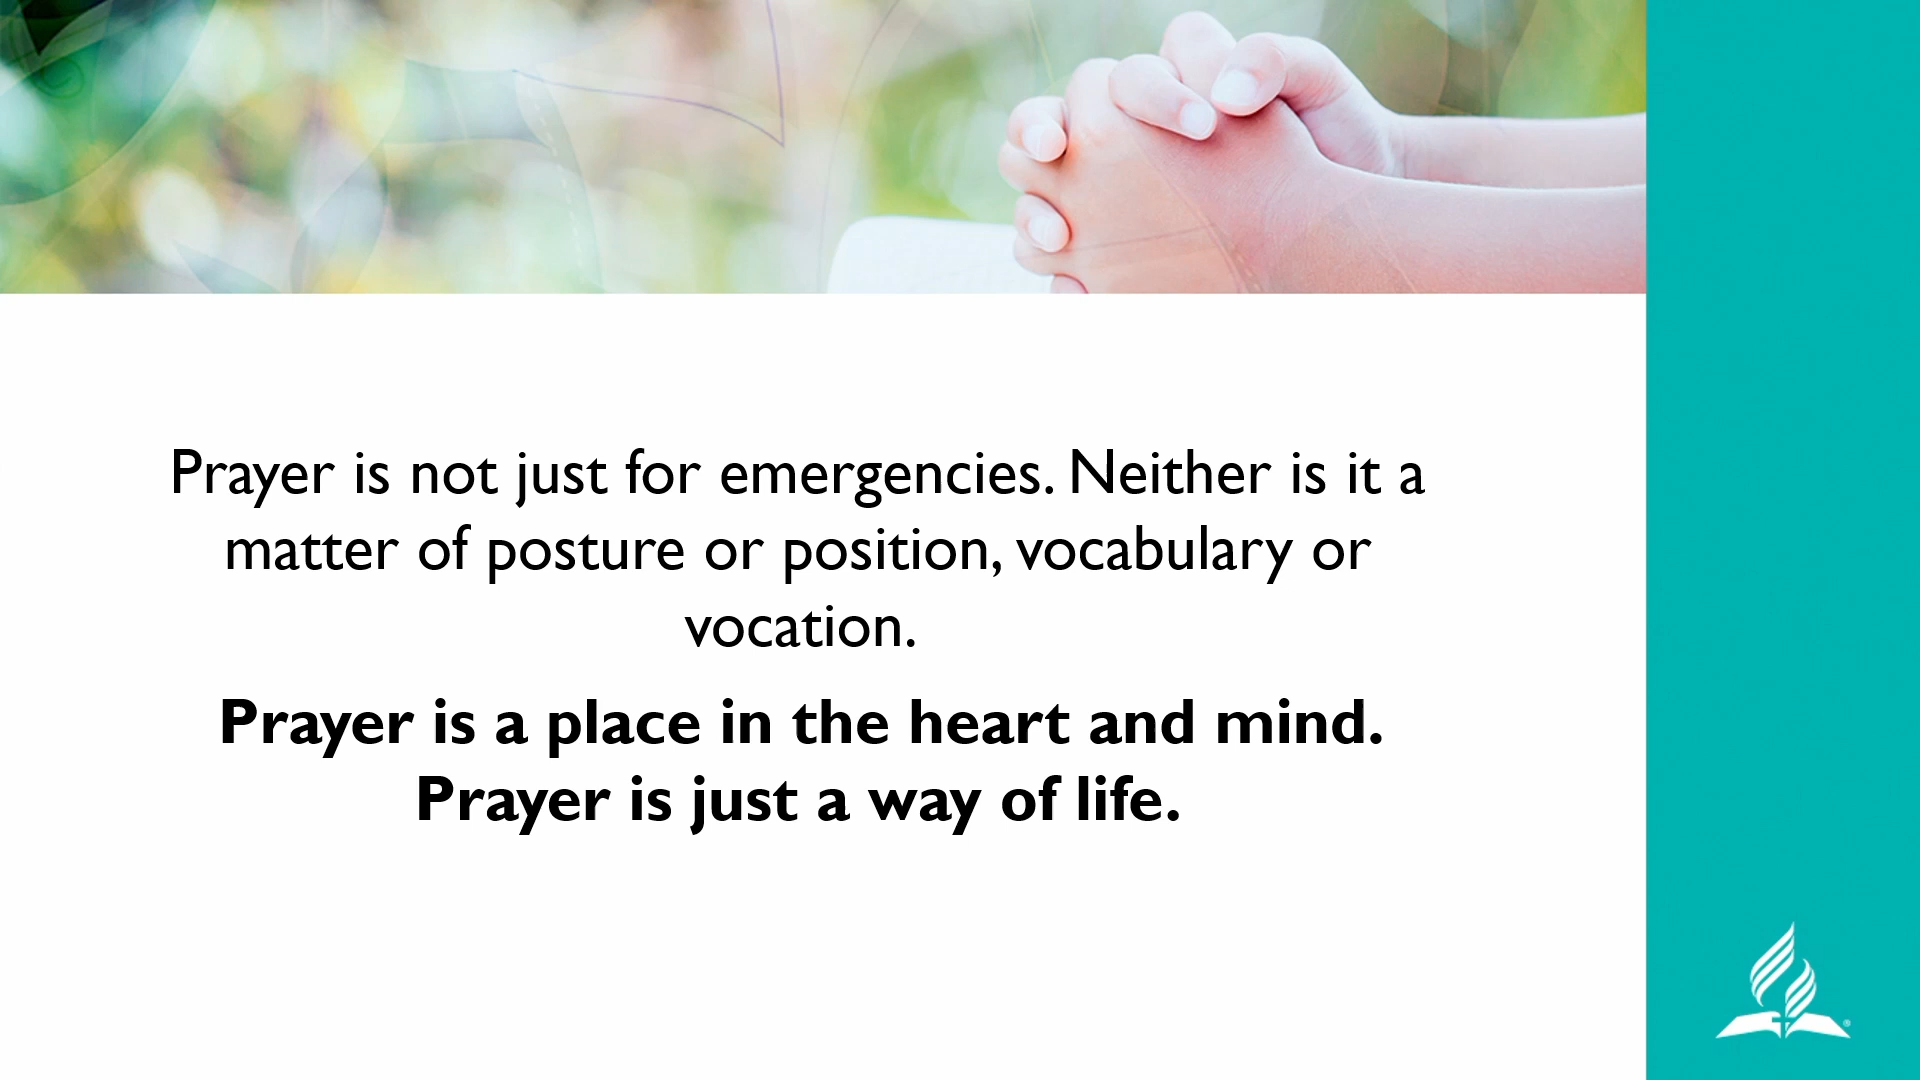 Prayer is not just for emergencies. Neither is it a
matter of posture or position, vocabulary or
vocation.
Prayer is a place in the heart and mind.
Prayer is just a way of life.
®